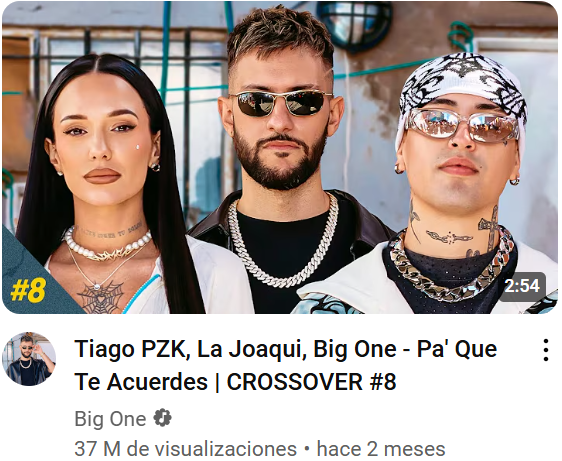 #8
2:54
Tiago PZK, La Joaqui, Big One - Pa' Que
Te Acuerdes | CROSSOVER #8
Big One
37 M de visualizaciones • hace 2 meses